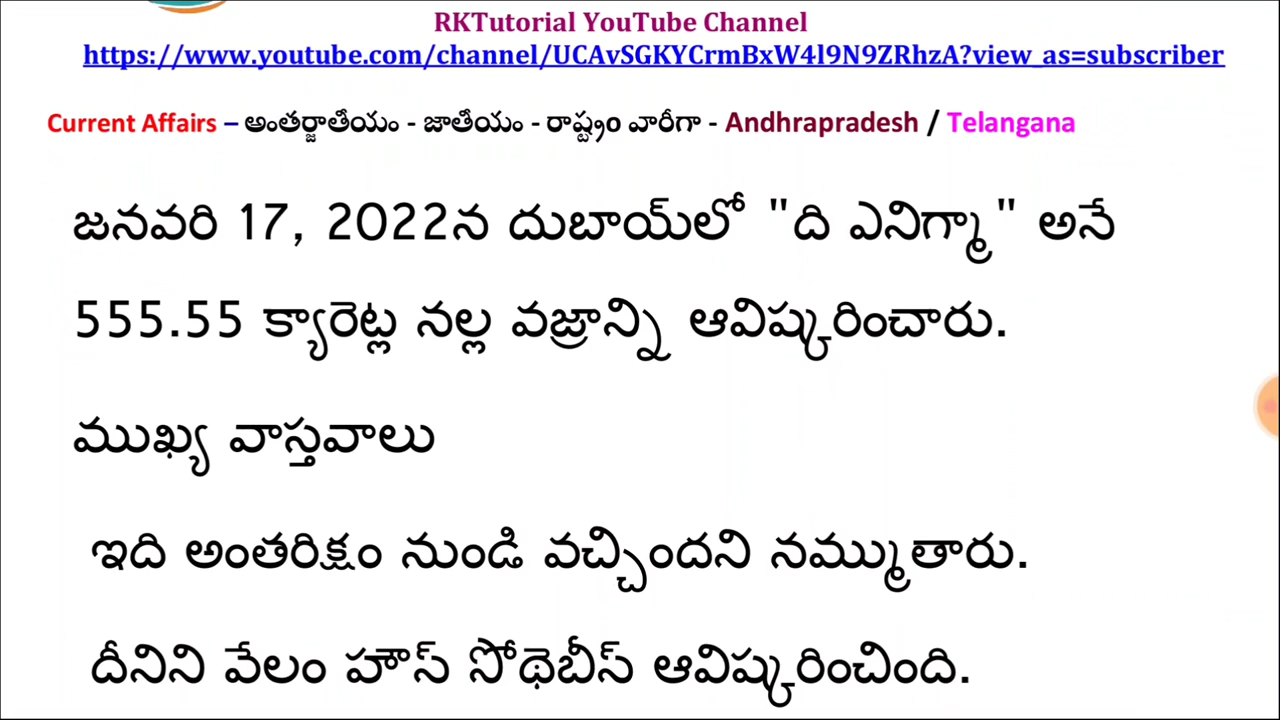 RKTutorial YouTube Channel
https://www.youtube.com/channel/UCAvSGKYCrmBxW4l9N9ZRhzA?view_as=subscriber
Current Affairs – అంతర్జాతీయం - జాతీయం - రాష్ట్రం వారీగా - Andhrapradesh / Telangana
జనవరి 17, 2022న దుబాయ్‌లో "ది ఎనిగ్మా" అనే
555.55 క్యారెట్ల నల్ల వజ్రాన్ని ఆవిష్కరించారు.
ముఖ్య వాస్తవాలు
ఇది అంతరిక్షం నుండి వచ్చిందని నమ్ముతారు.
దీనిని వేలం హౌస్ సోథెబీస్ ఆవిష్కరించింది.